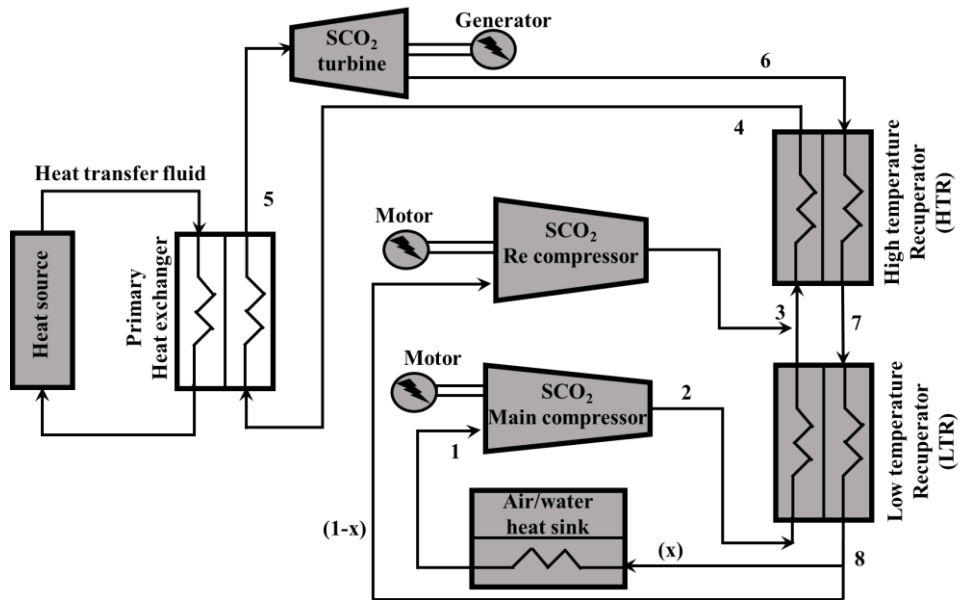 SCO2
turbine
Generator
6
4
Heat transfer fluid
5
Motor
SCO2
Re compressor
High temperature
Recuperator
(HTR)
Heat source
Primary
Heat exchanger
3
7
Motor
SCO2
Main compressor
2
1
Low temperature
Recuperator
(LTR)
Air/water
heat sink
(1-x)
(x)
8